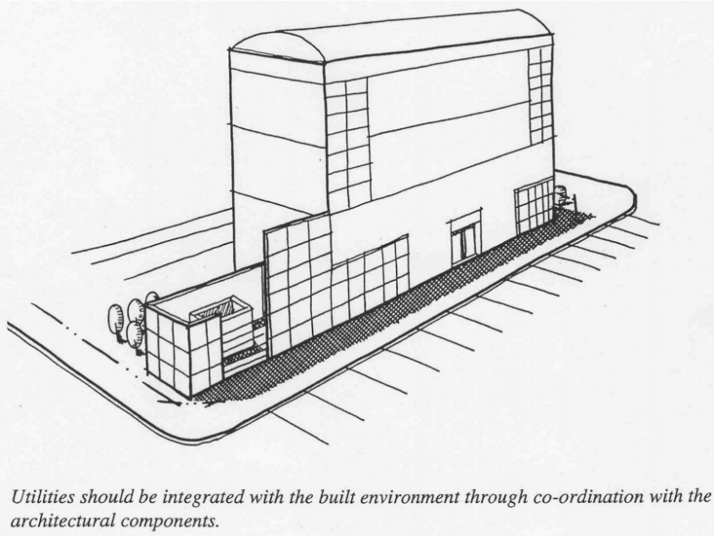 Utilities should be integrated with the built environment through co-ordination with the
architectural components.